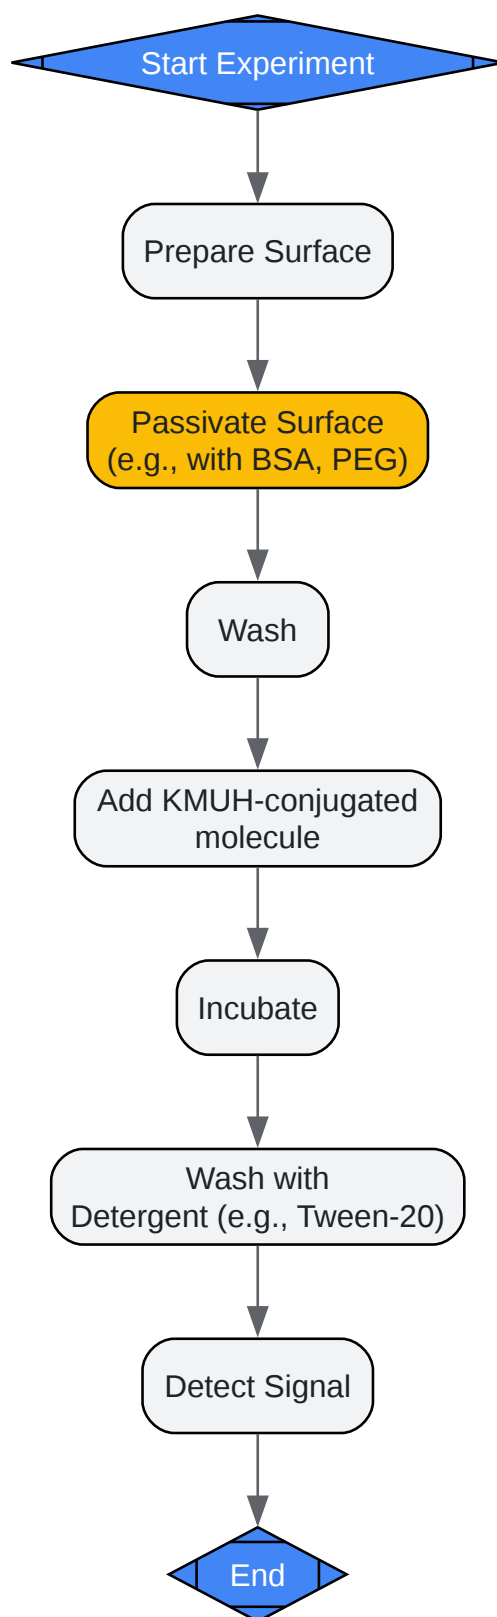 Start Experiment
Prepare Surface
Passivate Surface
(e.g., with BSA, PEG)
Wash
Add KMUH-conjugated
molecule
Incubate
Wash with
Detergent (e.g., Tween-20)
Detect Signal
End